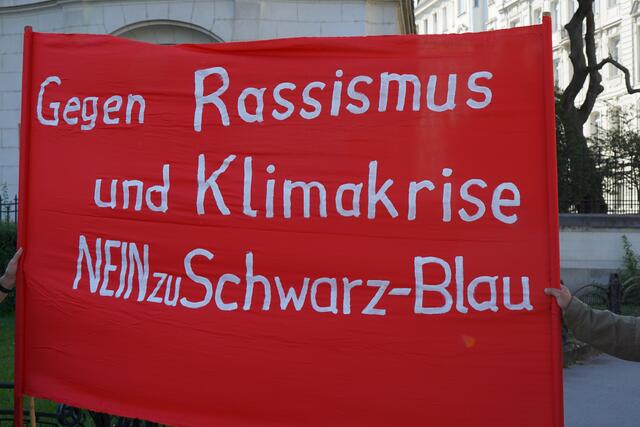 Gegen Rassismus
und Klimakrise
NEIN zu Schwarz-Blau